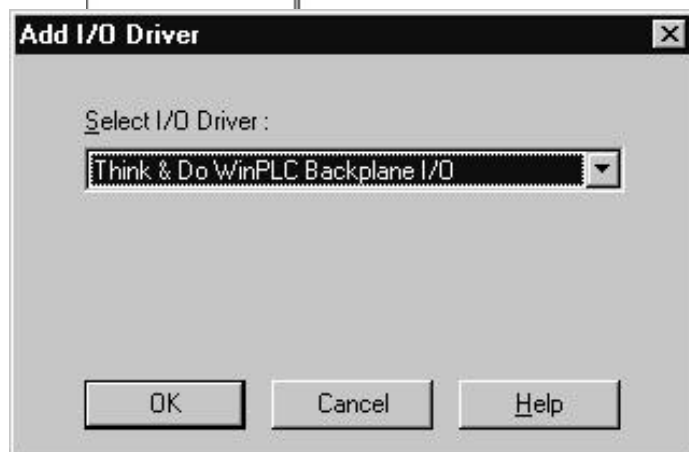 Add I/O Driver
Select I/O Driver :
Think & Do WinPLC Backplane I/O
OK Cancel Help